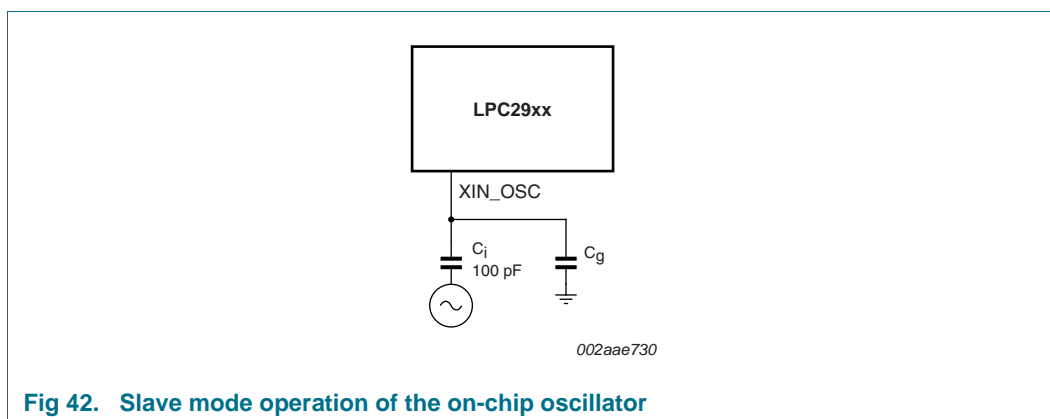 LPC29xx
XIN_OSC
Ci
100 pF
Cg
002aae730
Fig 42. Slave mode operation of the on-chip oscillator